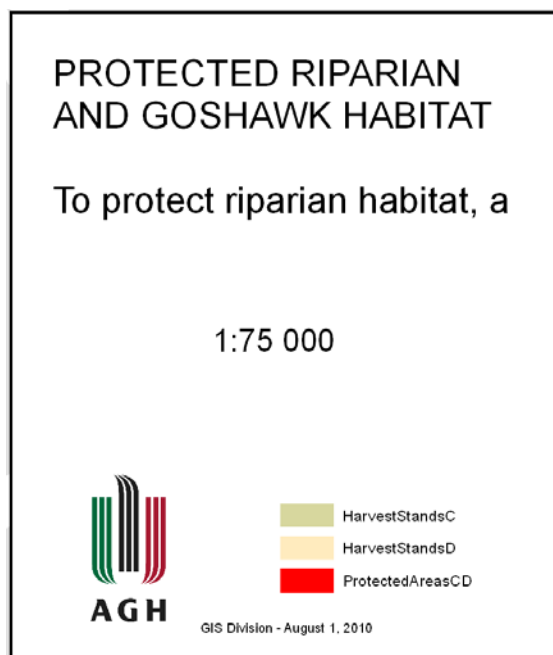 PROTECTED RIPARIAN
AND GOSHAWK HABITAT
To protect riparian habitat, a
1:75 000
HarvestStandsC
HarvestStandsD
ProtectedAreasCD
AGH
GIS Division - August 1, 2010